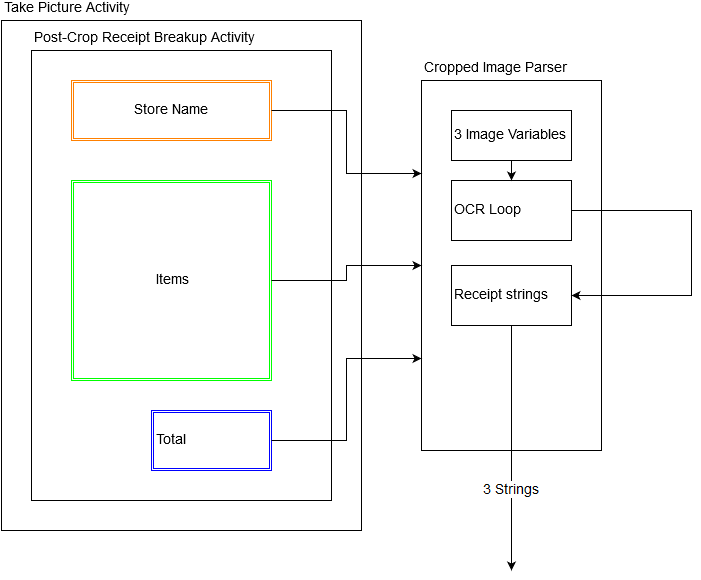 Take Picture Activity
Post-Crop Receipt Breakup Activity
Store Name
Items
Total
Cropped Image Parser
3 Image Variables
OCR Loop
Receipt strings
3 Strings